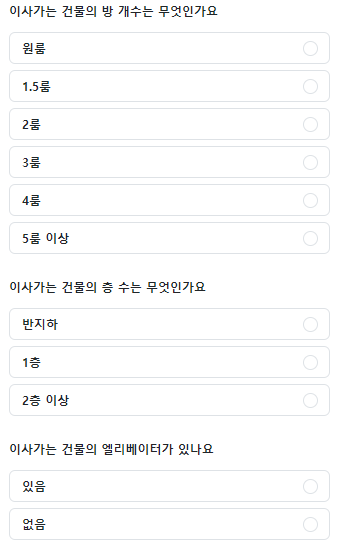 이사가는 건물의 방 개수는 무엇인가요
원룸
1.5룸
2룸
3룸
4룸
5룸 이상
이사가는 건물의 층 수는 무엇인가요
반지하
1층
2층 이상
이사가는 건물의 엘리베이터가 있나요
있음
없음